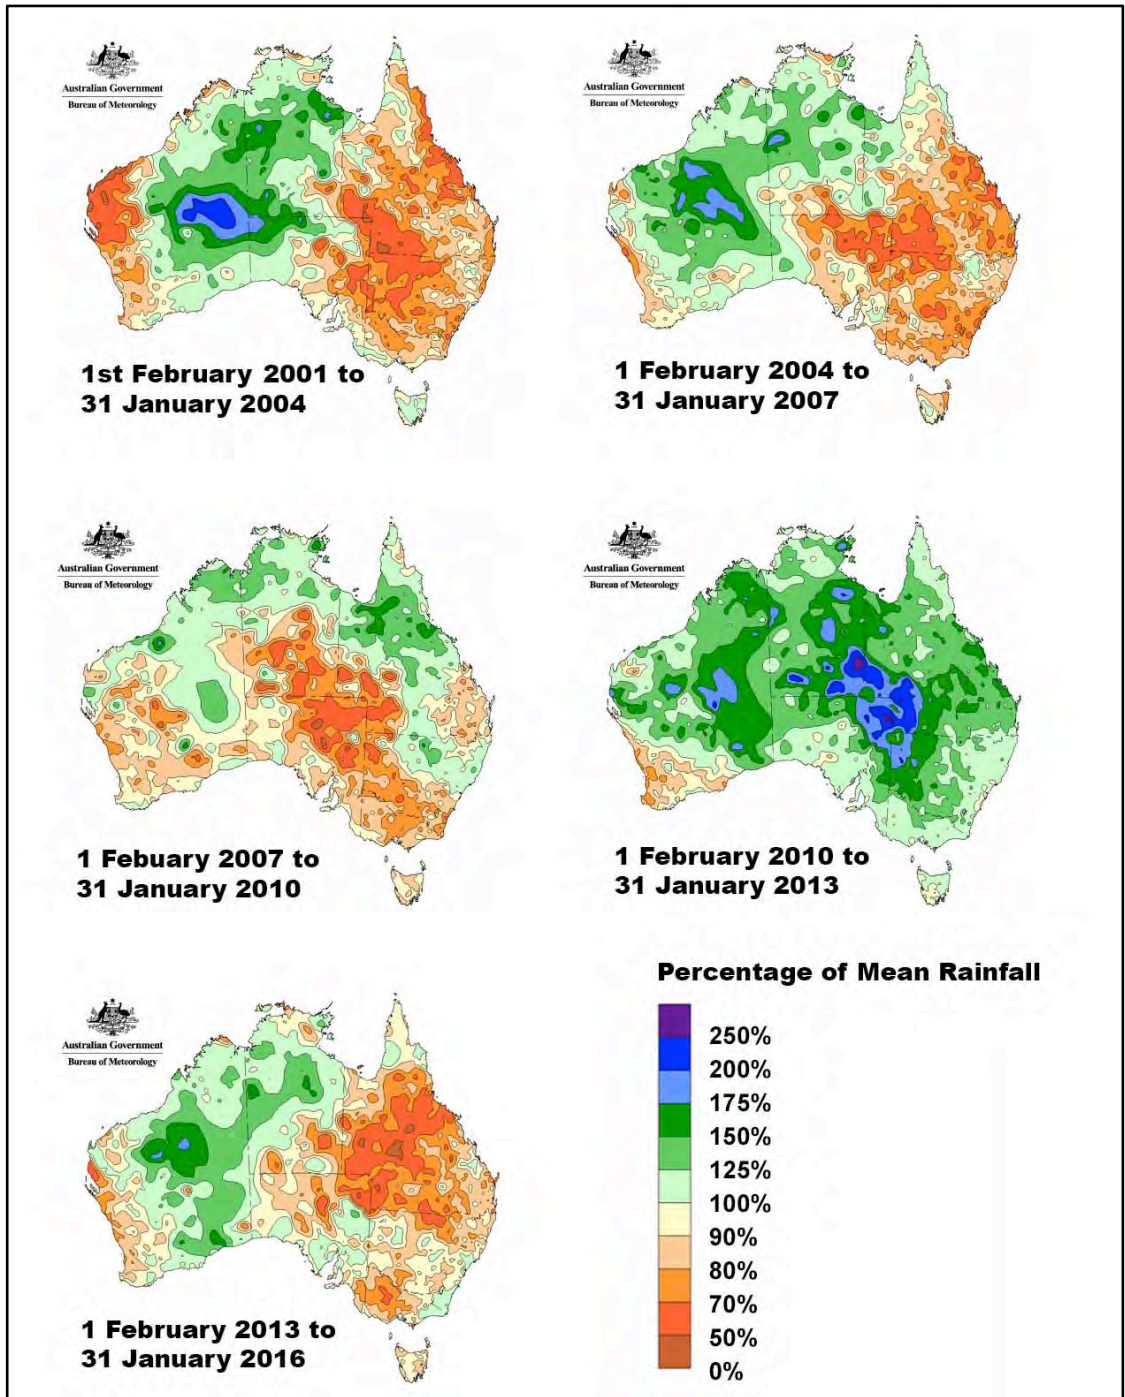 Australian Government
Bureau of Meteorology
1st February 2001 to
31 January 2004
Australian Government
Bureau of Meteorology
1 February 2004 to
31 January 2007
Australian Government
Bureau of Meteorology
1 Febuary 2007 to
31 January 2010
Australian Government
Bureau of Meteorology
1 February 2010 to
31 January 2013
Australian Government
Bureau of Meteorology
1 February 2013 to
31 January 2016
Percentage of Mean Rainfall
250%
200%
175%
150%
125%
100%
90%
80%
70%
50%
0%